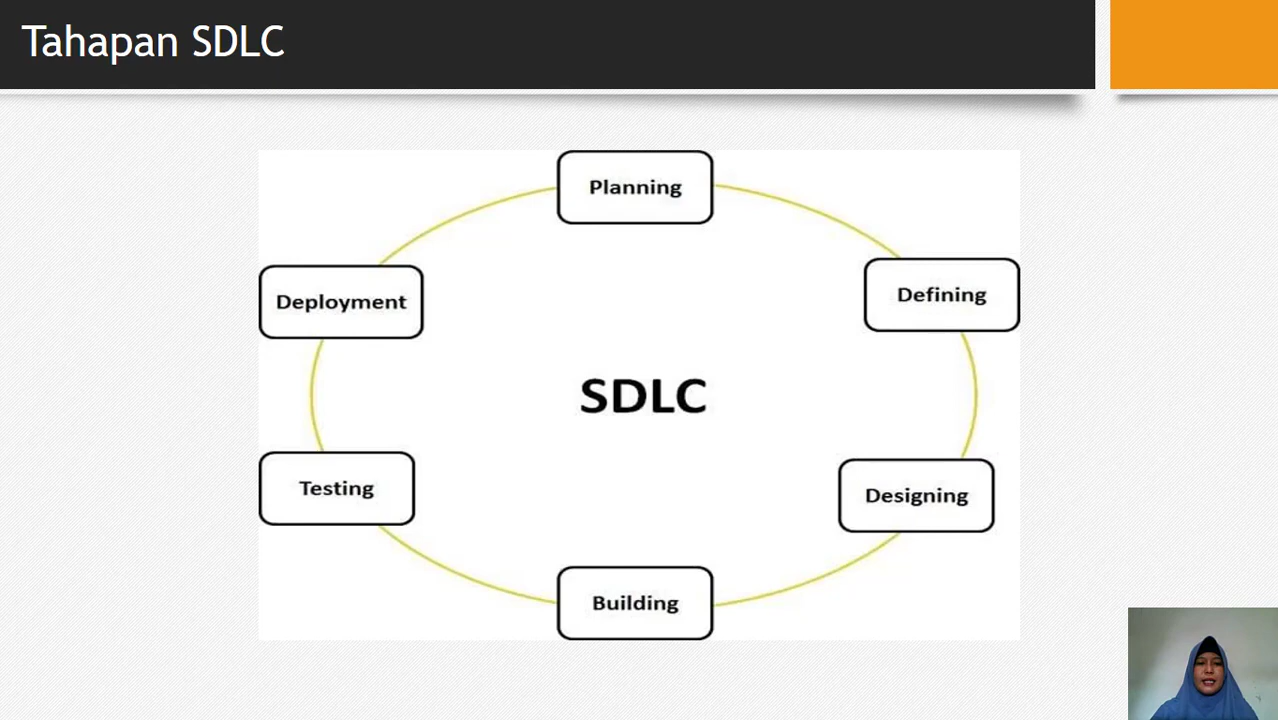 Tahapan SDLC
Planning
Deployment
Defining
SDLC
Testing
Designing
Building